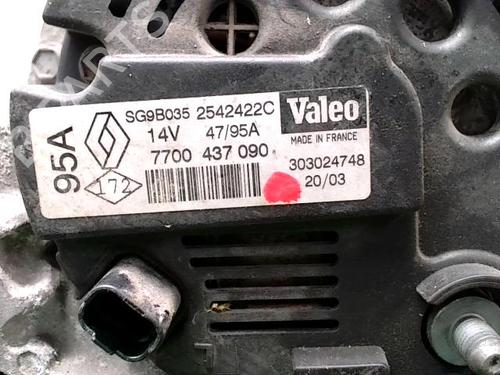 SG9B035 2542422C
Valeo
14V 47/95A
MADE IN FRANCE
95A
7700 437 090
303024748
172
20/03